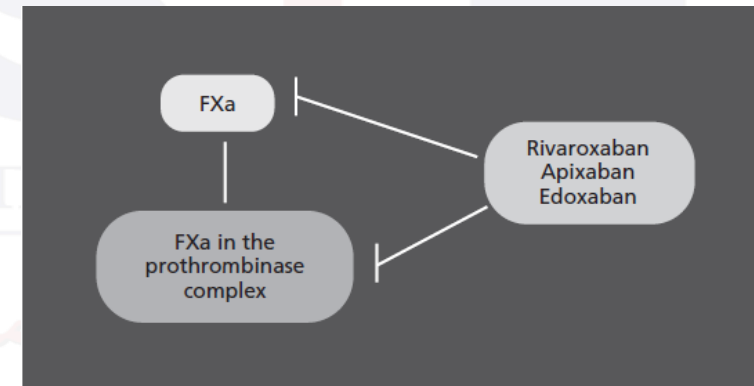 FXa
Rivaroxaban
Apixaban
Edoxaban
FXa in the
prothrombinase
complex